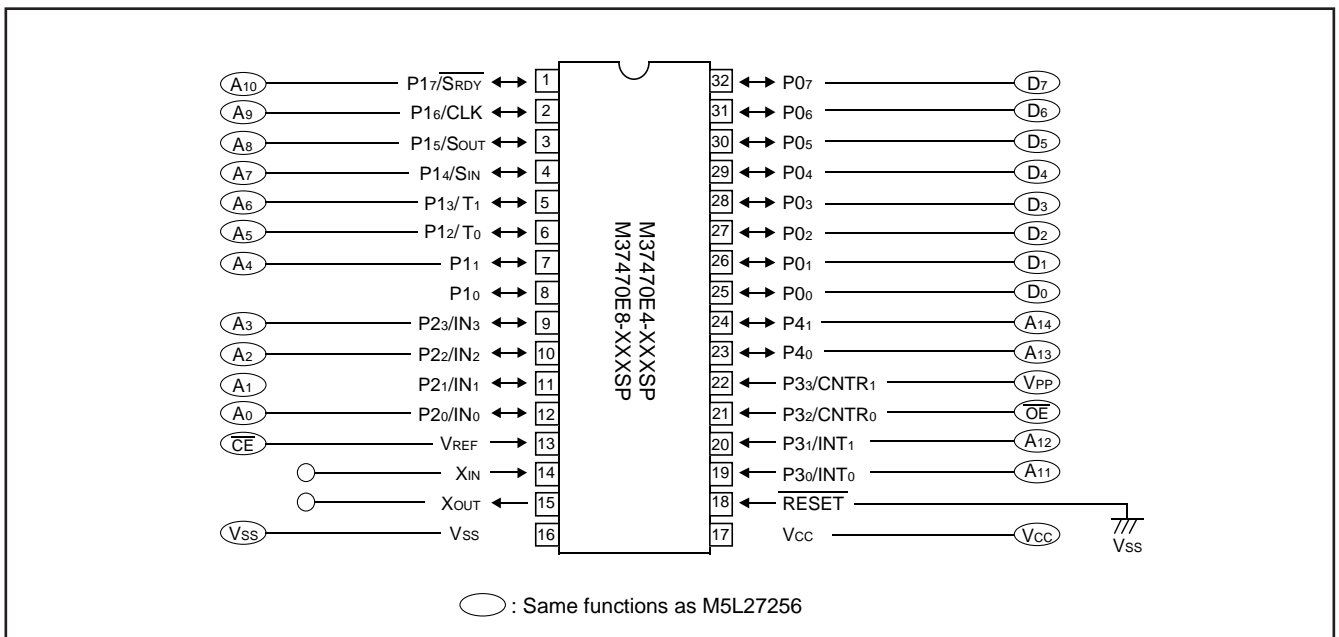 A10 P17/SRDY 1 32 P07 D7
A9 P16/CLK 2 31 P06 D6
A8 P15/SOUT 3 30 P05 D5
A7 P14/SIN 4 29 P04 D4
A6 P13/T1 5 28 P03 D3
A5 P12/T0 6 27 P02 D2
A4 P11 7 26 P01 D1
P10 8 25 P00 D0
A3 P23/IN3 9 24 P41 A14
A2 P22/IN2 10 23 P40 A13
A1 P21/IN1 11 22 P33/CNTR1 VPP
A0 P20/IN0 12 21 P32/CNTR0 OE
CE VREF 13 20 P31/INT1 A12
XIN 14 19 P30/INT0 A11
XOUT 15 18 RESET
VSS VSS 16 17 VCC VCC
VSS
M37470E4-XXXSP
M37470E8-XXXSP
: Same functions as M5L27256